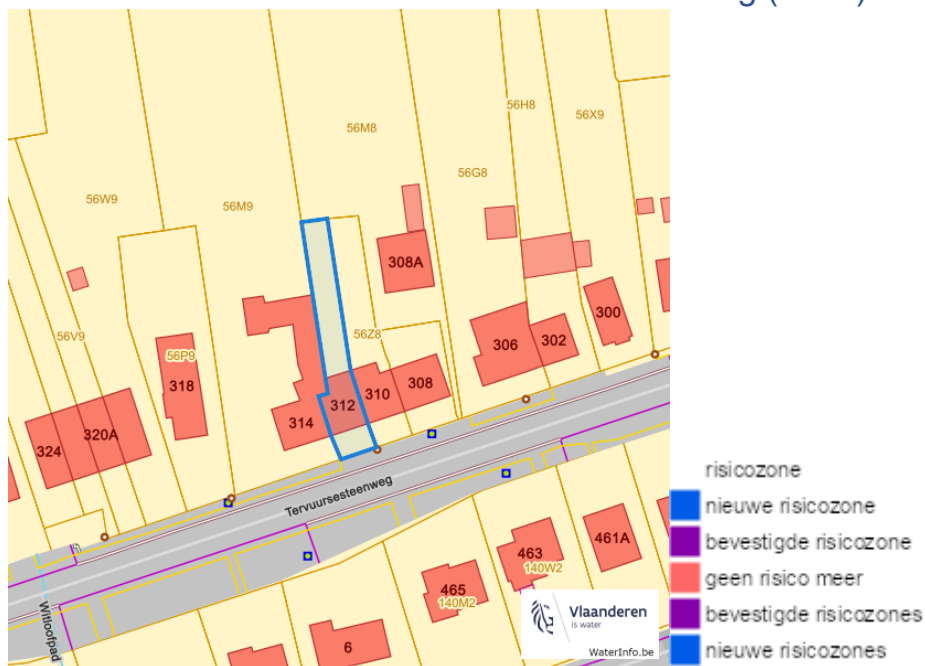 g (
)
56H8
56X9
56M8
56G8
56W9
56M9
308A
300
56V9
56Z8
306
302
56P9
318
308
310
312
314
320A
324
Tervuursesteenweg
461A
463
140W2
465
140M2
6
Witloofpad
Vlaanderen
is water
WaterInfo.be
risicozone
nieuwe risicozone
bevestigde risicozone
geen risico meer
bevestigde risicozones
nieuwe risicozones